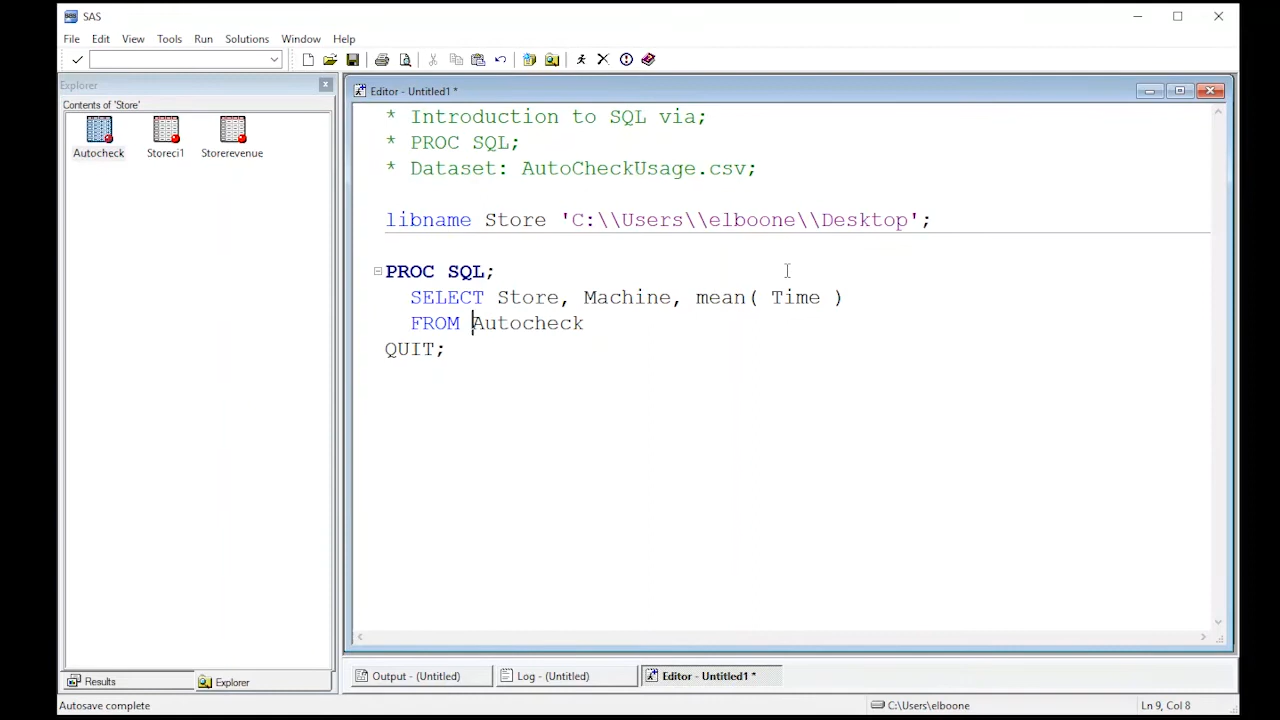 SAS
File Edit View Tools Run Solutions Window Help
Explorer
Contents of 'Store'
Autocheck Storeci1 Storerevenue
Editor - Untitled1 *
* Introduction to SQL via;
* PROC SQL;
* Dataset: AutoCheckUsage.csv;
libname Store 'C:\\Users\\elboone\\Desktop';
PROC SQL;
SELECT Store, Machine, mean( Time )
FROM Autocheck
QUIT;
Results Explorer
Output - (Untitled) Log - (Untitled) Editor - Untitled1 *
Autosave complete C:\Users\elboone Ln 9, Col 8